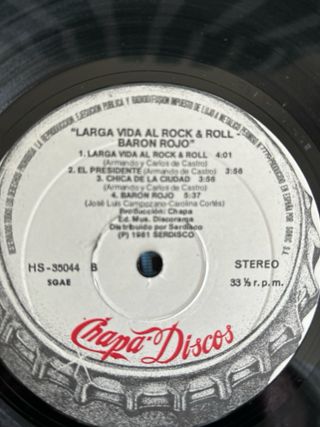 "LARGA VIDA AL ROCK & ROLL -
BARON ROJO"
1. LARGA VIDA AL ROCK & ROLL 4:01
(Armando y Carlos de Castro)
2. EL PRESIDENTE (Armando de Castro) 3:56
3. CHICA DE LA CIUDAD 3:58
(Armando y Carlos de Castro)
4. BARÓN ROJO 5:37
(José Luis Campuzano-Carolina Cortés)
Producción: Chapa
Ed. Mus. Discorama
Distribuido por Serdisco
(P) 1981 SERDISCO
HS-35044 B STEREO
SGAE 33 ⅓ r.p.m.
Chapa Discos